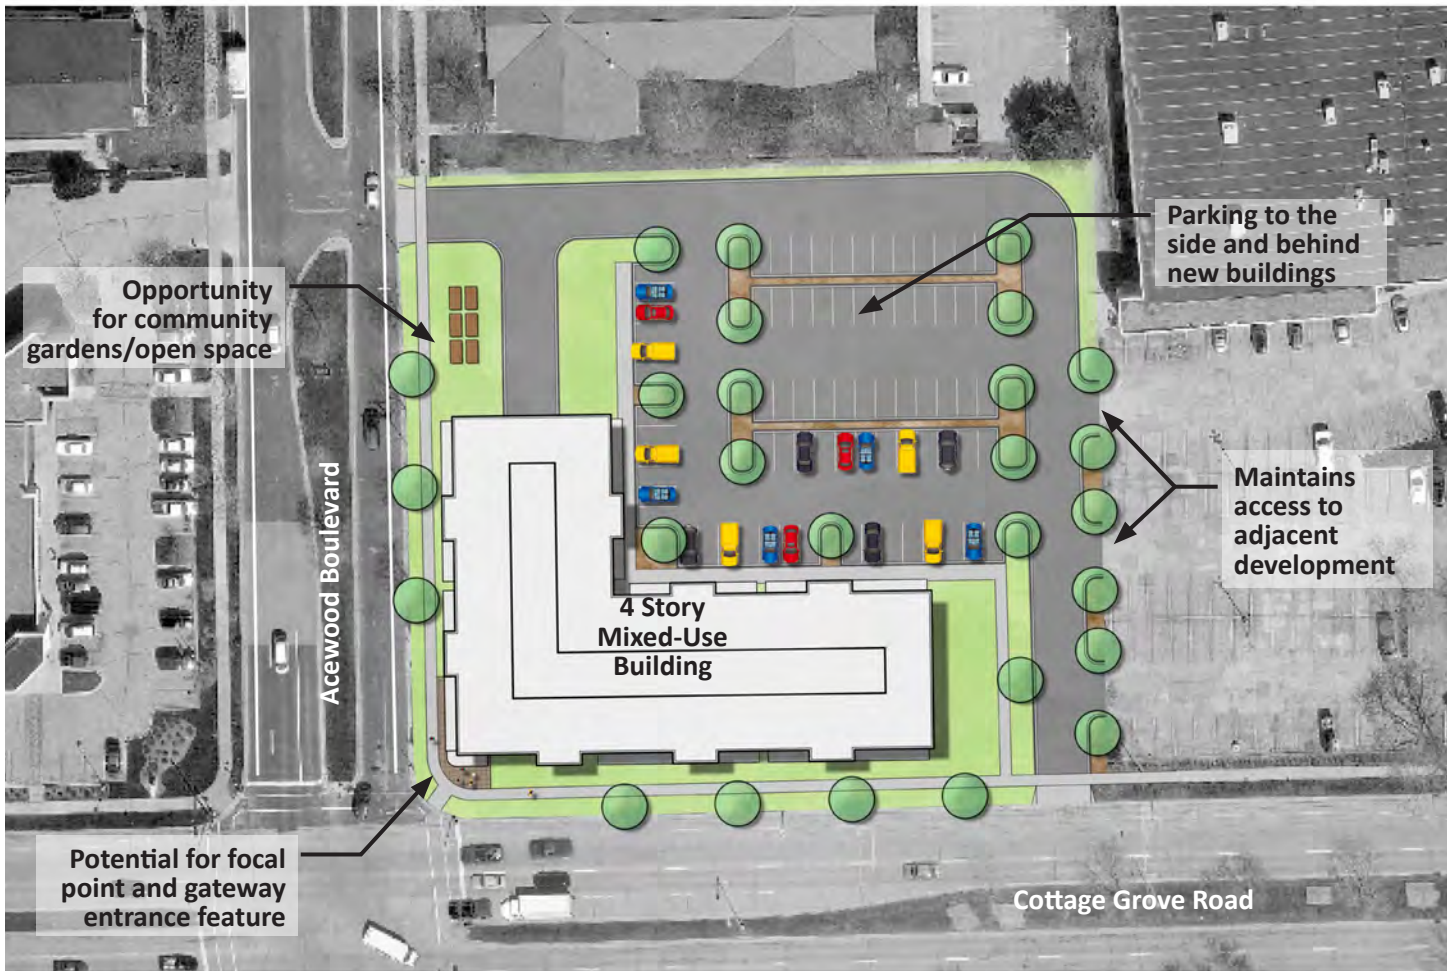 Parking to the
side and behind
new buildings
Opportunity
for community
gardens/open space
Maintains
access to
adjacent
development
Acewood Boulevard
4 Story
Mixed-Use
Building
Potential for focal
point and gateway
entrance feature
Cottage Grove Road